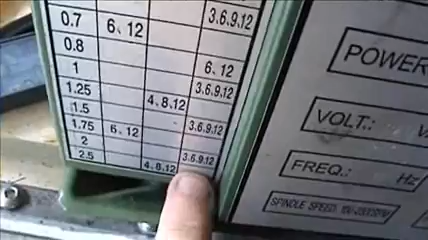 0.7 6、12 3.6.9.12
0.8
1 6、12
1.25 3.6.9.12
1.5 4、8、12
1.75 6、12 3.6.9.12
2
2.5 4、8、12 3.6.9.12
POWER
VOLT.:
FREQ.: Hz
SPINDLE SPEED